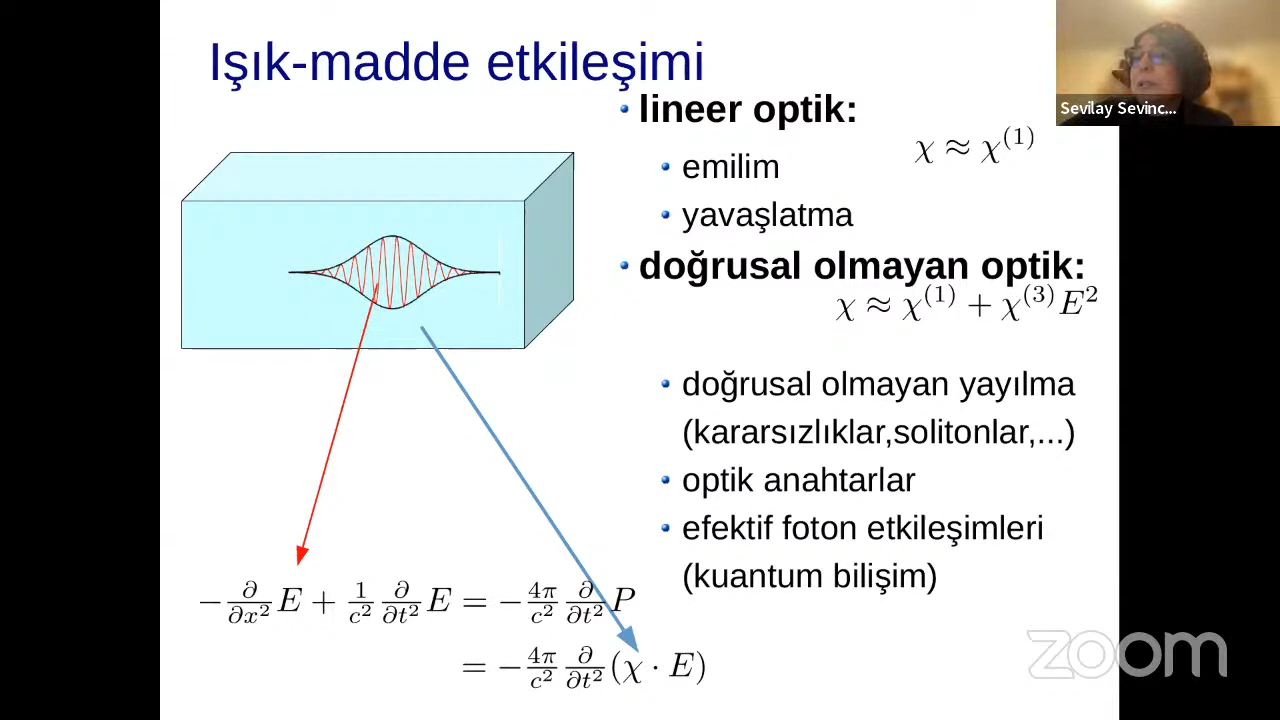 Işık-madde etkileşimi
Sevilay Sevinc...
• lineer optik:
χ ≈ χ^(1)
• emilim
• yavaşlatma
• doğrusal olmayan optik:
χ ≈ χ^(1) + χ^(3)E^2
• doğrusal olmayan yayılma
(kararsızlıklar,solitonlar,...)
• optik anahtarlar
• efektif foton etkileşimleri
(kuantum bilişim)
−∂/∂x² E + 1/c² ∂/∂t² E = −4π/c² ∂/∂t² P
= −4π/c² ∂/∂t² (χ · E)
zoom